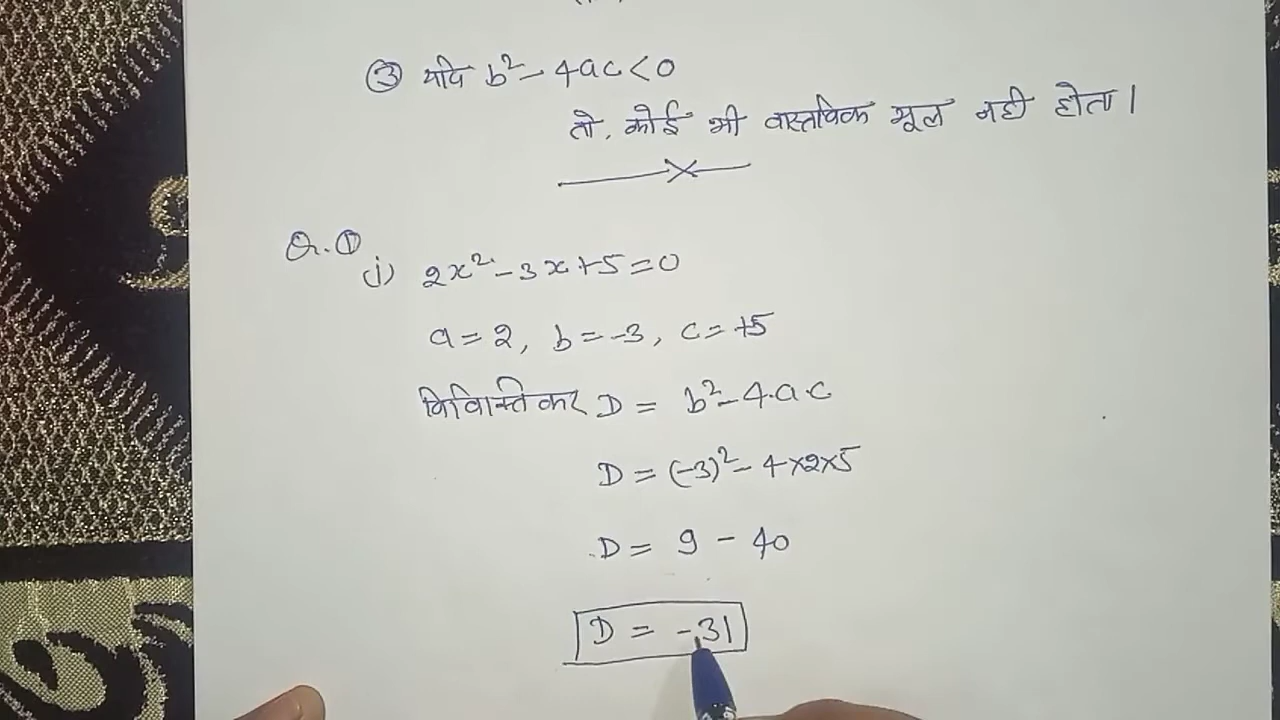 ③ यदि b² - 4ac < 0
तो, कोई भी वास्तविक मूल नही होता।
Q.①
(i) 2x² - 3x + 5 = 0
a = 2, b = -3, c = +5
विविक्तिकर D = b² - 4·a·c
D = (-3)² - 4×2×5
D = 9 - 40
D = -31